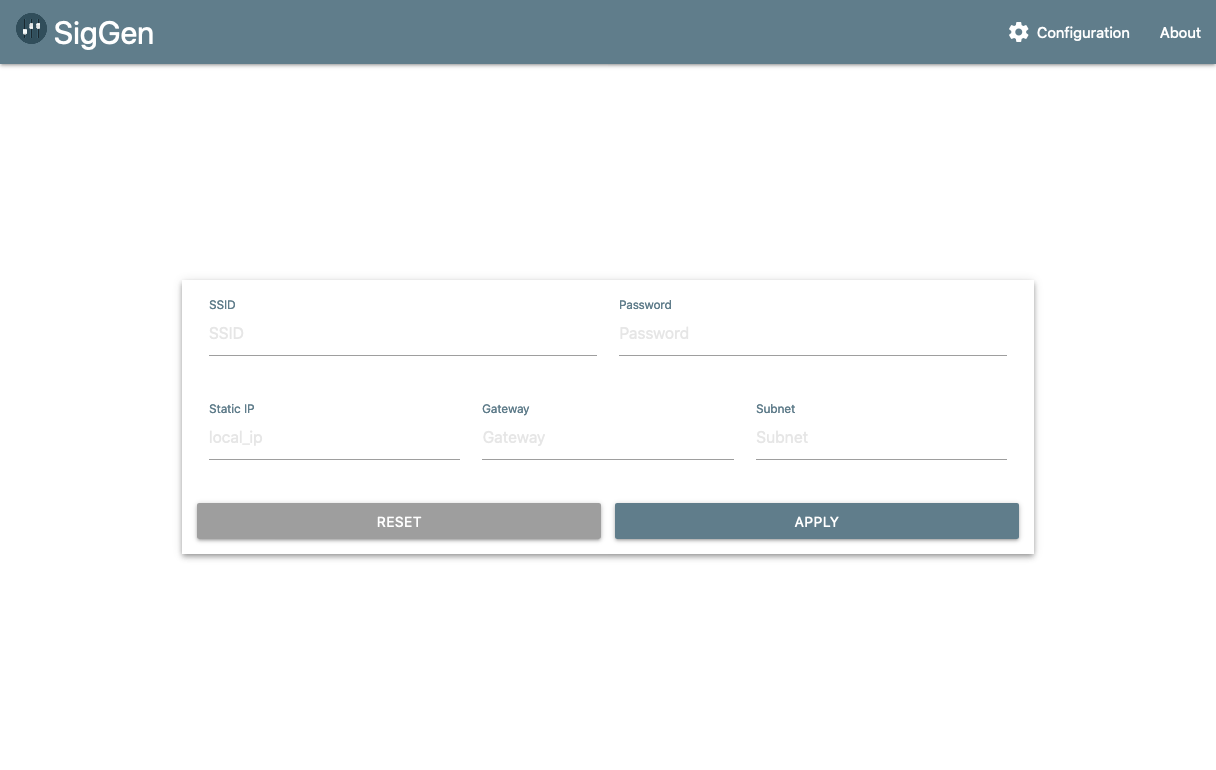 SigGen
Configuration About
SSID Password
SSID Password
Static IP Gateway Subnet
local_ip Gateway Subnet
RESET APPLY